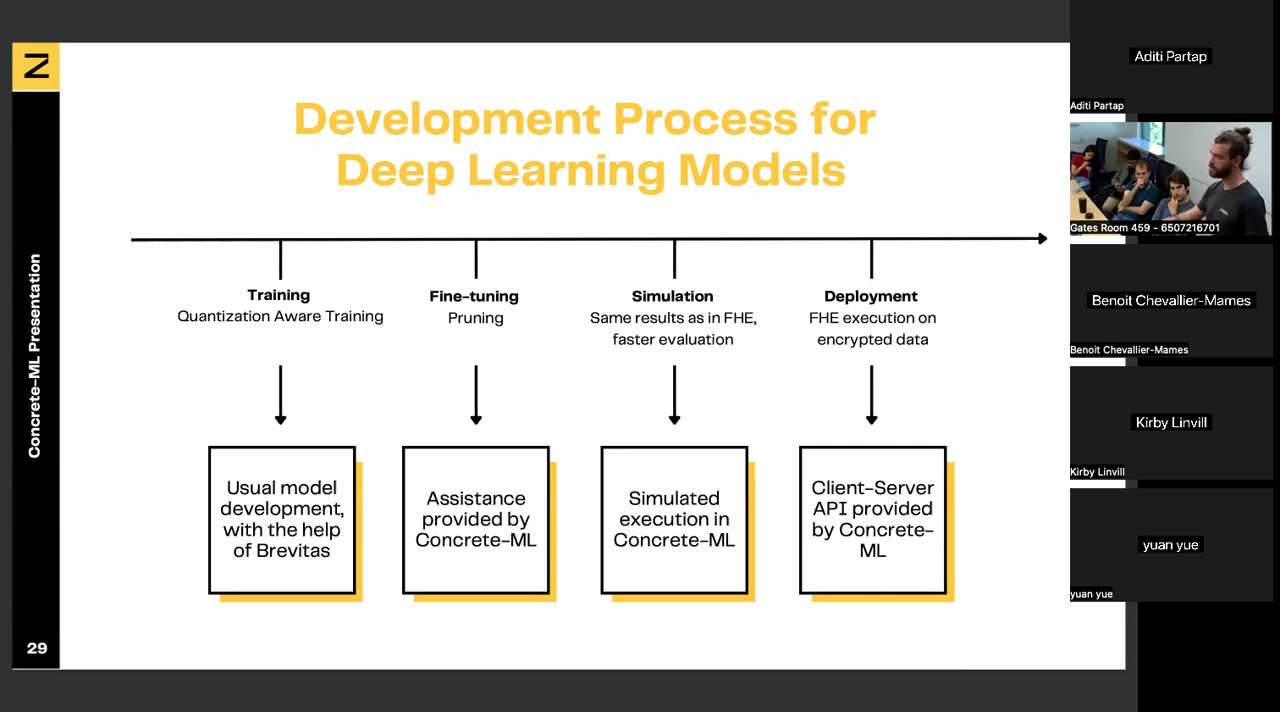 Development Process for
Deep Learning Models
Training
Quantization Aware Training
Fine-tuning
Pruning
Simulation
Same results as in FHE,
faster evaluation
Deployment
FHE execution on
encrypted data
Usual model
development,
with the help
of Brevitas
Assistance
provided by
Concrete-ML
Simulated
execution in
Concrete-ML
Client-Server
API provided
by Concrete-
ML
Concrete-ML Presentation
29
Aditi Partap
Aditi Partap
Gates Room 459 - 6507216701
Benoit Chevallier-Mames
Benoit Chevallier-Mames
Kirby Linvill
Kirby Linvill
yuan yue
yuan yue